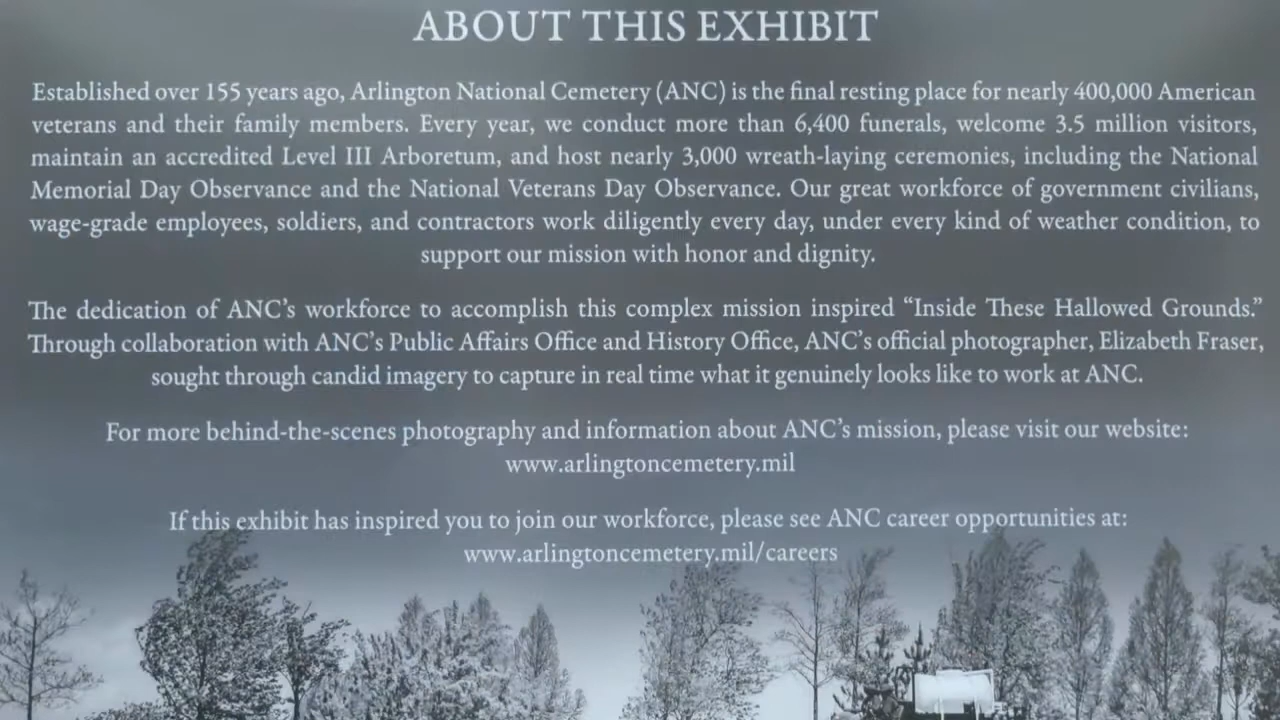 ABOUT THIS EXHIBIT
Established over 155 years ago, Arlington National Cemetery (ANC) is the final resting place for nearly 400,000 American
veterans and their family members. Every year, we conduct more than 6,400 funerals, welcome 3.5 million visitors,
maintain an accredited Level III Arboretum, and host nearly 3,000 wreath-laying ceremonies, including the National
Memorial Day Observance and the National Veterans Day Observance. Our great workforce of government civilians,
wage-grade employees, soldiers, and contractors work diligently every day, under every kind of weather condition, to
support our mission with honor and dignity.
The dedication of ANC’s workforce to accomplish this complex mission inspired “Inside These Hallowed Grounds.”
Through collaboration with ANC’s Public Affairs Office and History Office, ANC’s official photographer, Elizabeth Fraser,
sought through candid imagery to capture in real time what it genuinely looks like to work at ANC.
For more behind-the-scenes photography and information about ANC’s mission, please visit our website:
www.arlingtoncemetery.mil
If this exhibit has inspired you to join our workforce, please see ANC career opportunities at:
www.arlingtoncemetery.mil/careers